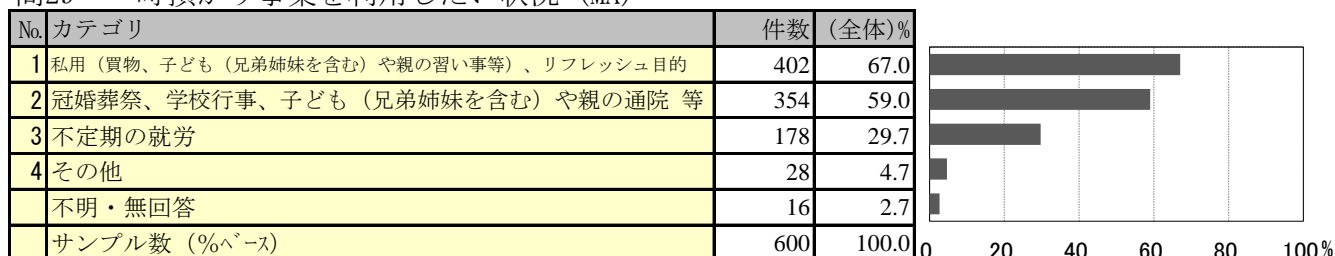 No. カテゴリ 件数 (全体)%
1 私用（買物、子ども（兄弟姉妹を含む）や親の習い事等）、リフレッシュ目的 402 67.0
2 冠婚葬祭、学校行事、子ども（兄弟姉妹を含む）や親の通院 等 354 59.0
3 不定期の就労 178 29.7
4 その他 28 4.7
不明・無回答 16 2.7
サンプル数（%ﾍﾞｰｽ） 600 100.0
0 20 40 60 80 100%